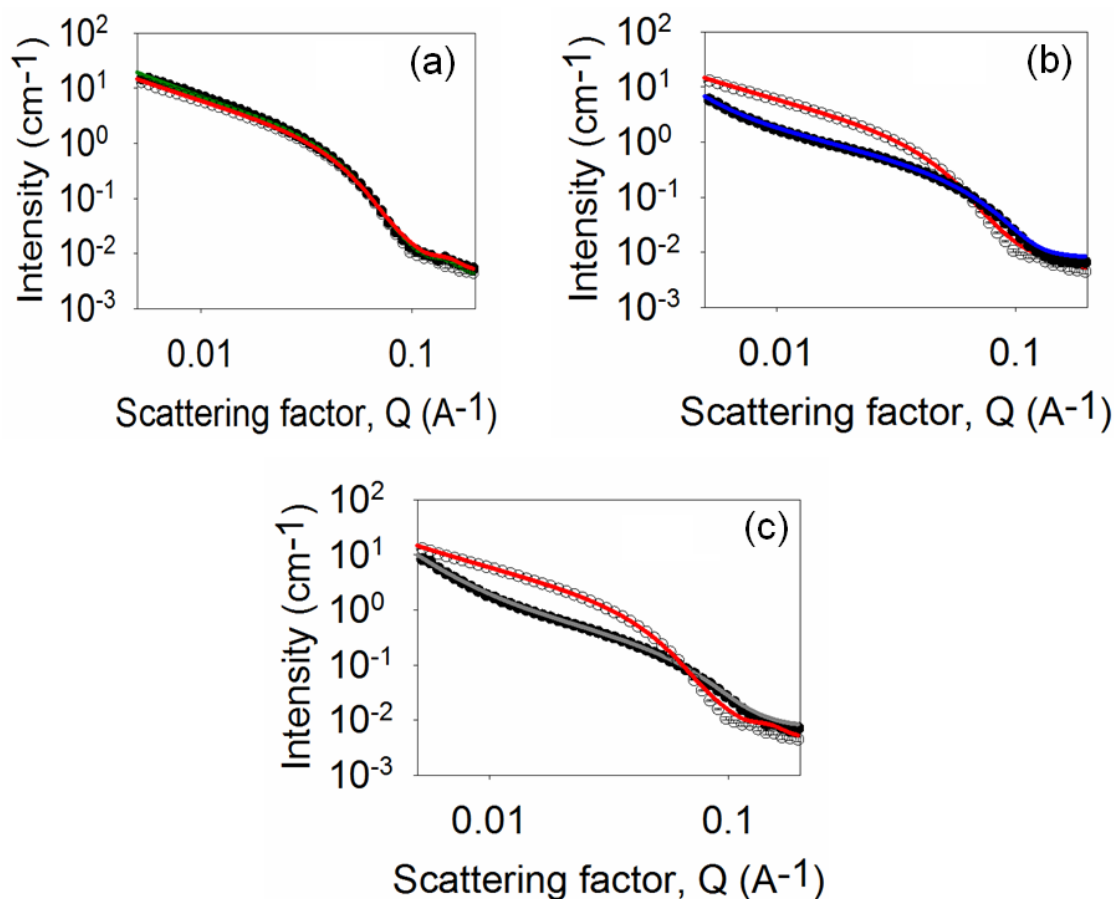 (a)
10² 
10¹
10⁰
10⁻¹
10⁻²
10⁻³
Intensity (cm⁻¹)
0.01 0.1
Scattering factor, Q (A⁻¹)
(b)
10²
10¹
10⁰
10⁻¹
10⁻²
10⁻³
Intensity (cm⁻¹)
0.01 0.1
Scattering factor, Q (A⁻¹)
(c)
10²
10¹
10⁰
10⁻¹
10⁻²
10⁻³
Intensity (cm⁻¹)
0.01 0.1
Scattering factor, Q (A⁻¹)